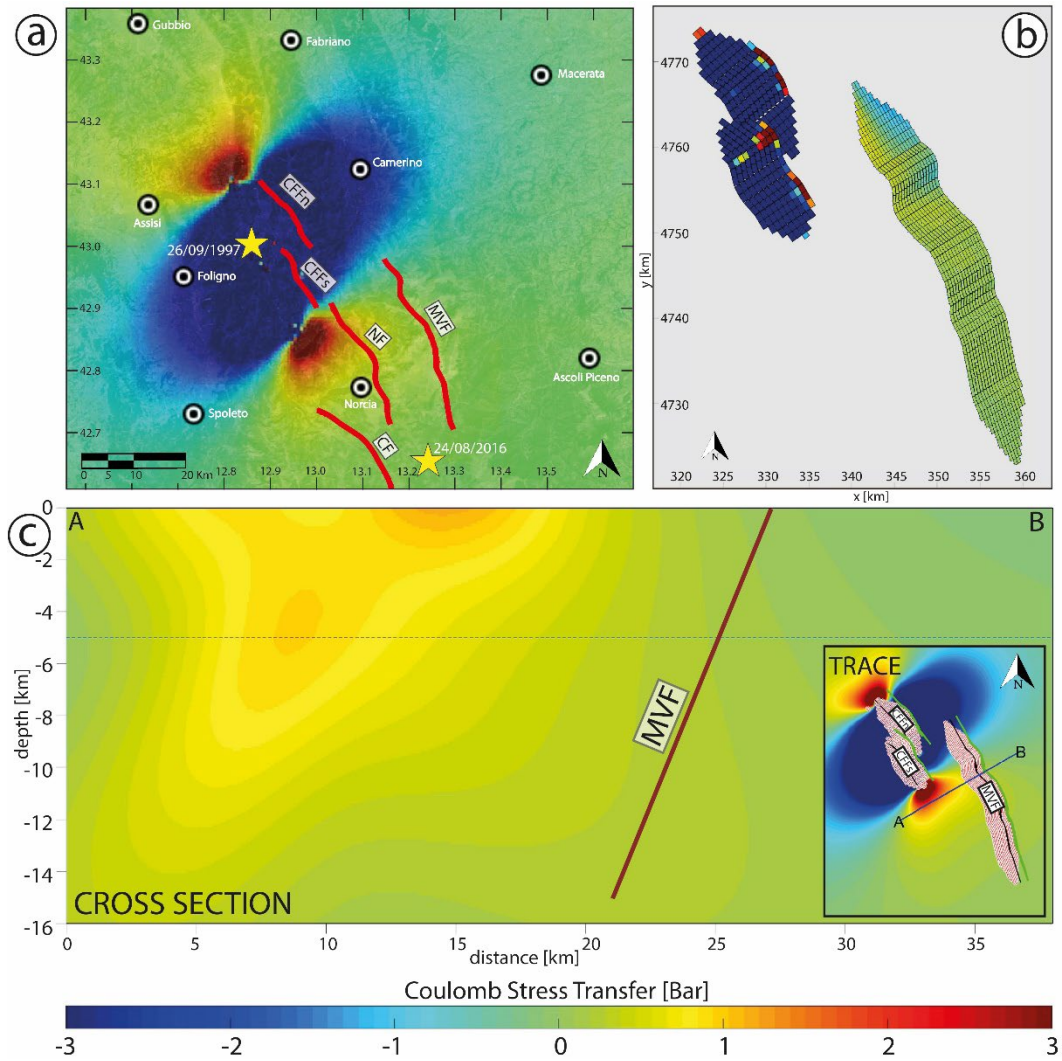 a
Gubbio
Fabriano
Macerata
43.3
43.2
Camerino
43.1
CFFn
Assisi
43.0
26/09/1997
CFFs
Foligno
42.9
MVF
NF
Ascoli Piceno
42.8
Norcia
Spoleto
42.7
CF
24/08/2016
0 5 10 20 Km
12.8 12.9 13.0 13.1 13.2 13.3 13.4 13.5
N
b
4770
4760
4750
y [km]
4740
4730
N
320 325 330 335 340 345 350 355 360
x [km]
c
A
B
0
-2
-4
-6
-8
-10
-12
-14
-16
depth [km]
MVF
TRACE
N
CFFn
CFFs
B
MVF
A
CROSS SECTION
0 5 10 15 20 25 30 35
distance [km]
Coulomb Stress Transfer [Bar]
-3 -2 -1 0 1 2 3